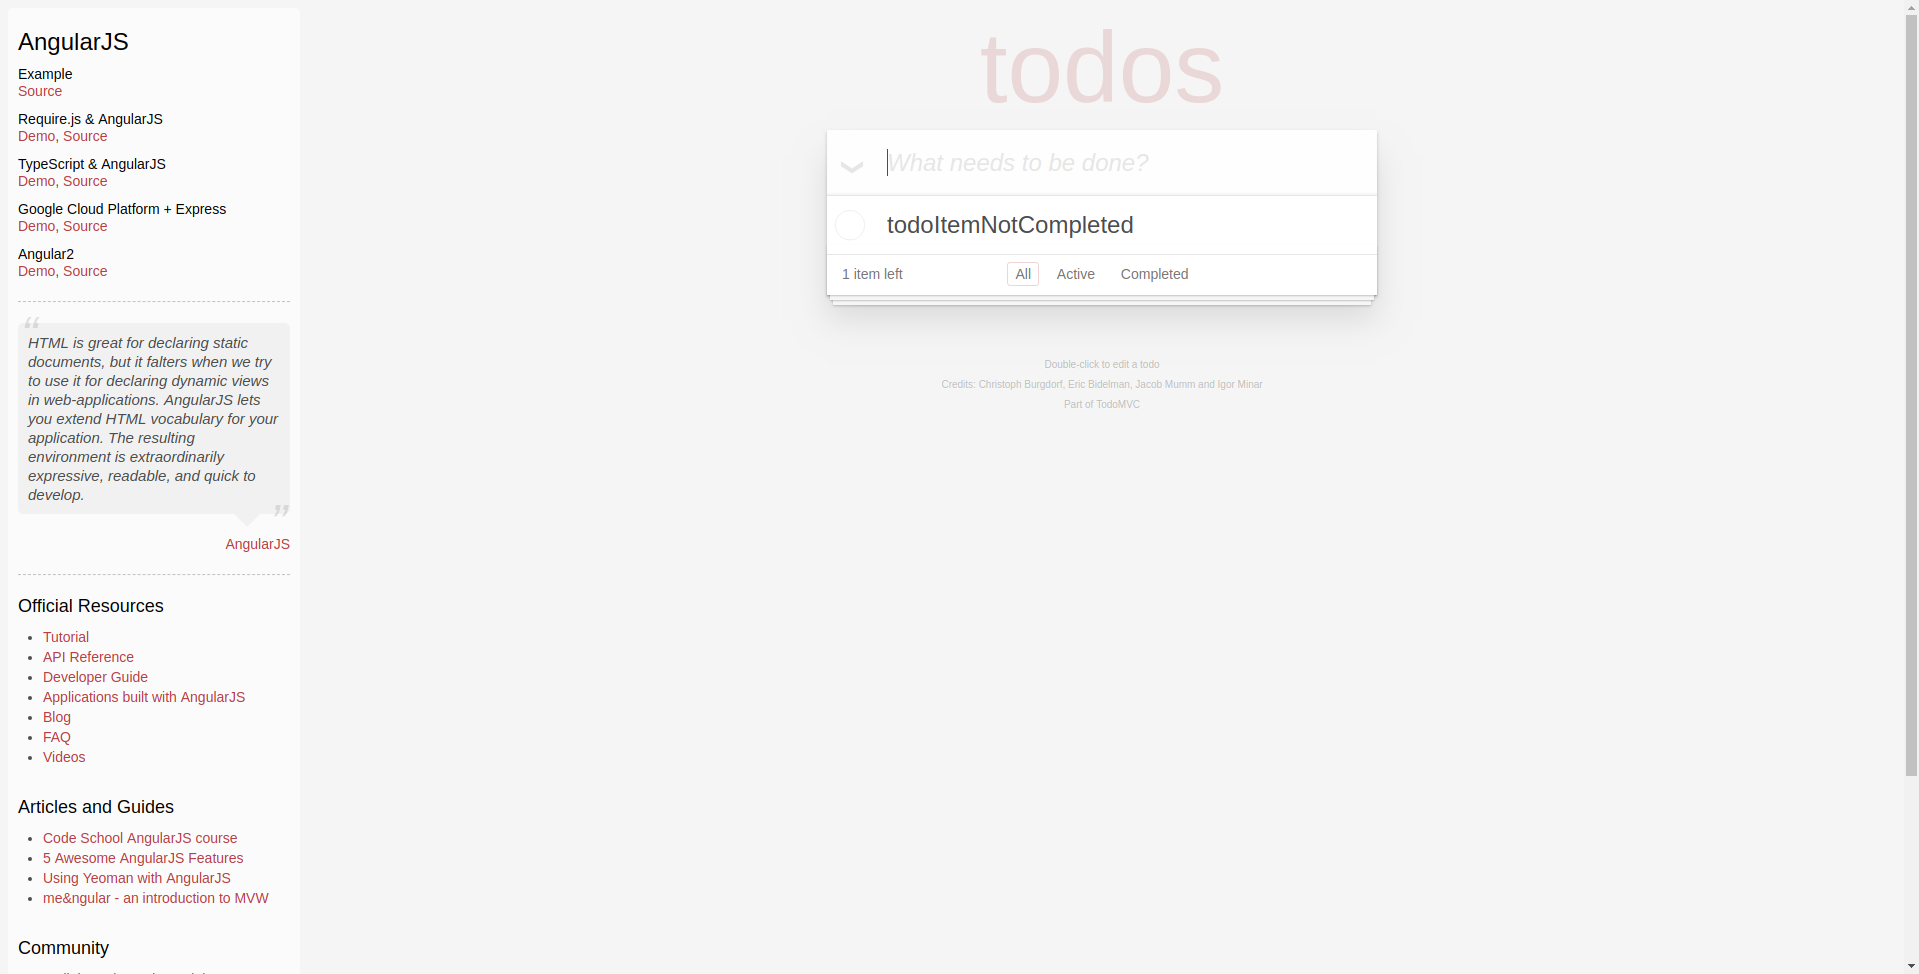 AngularJS
Example
Source
Require.js & AngularJS
Demo, Source
TypeScript & AngularJS
Demo, Source
Google Cloud Platform + Express
Demo, Source
Angular2
Demo, Source
“
HTML is great for declaring static
documents, but it falters when we try
to use it for declaring dynamic views
in web-applications. AngularJS lets
you extend HTML vocabulary for your
application. The resulting
environment is extraordinarily
expressive, readable, and quick to
develop.
”
AngularJS
Official Resources
Tutorial
API Reference
Developer Guide
Applications built with AngularJS
Blog
FAQ
Videos
Articles and Guides
Code School AngularJS course
5 Awesome AngularJS Features
Using Yeoman with AngularJS
me&ngular - an introduction to MVW
Community
todos
What needs to be done?
todoItemNotCompleted
1 item left All Active Completed
Double-click to edit a todo
Credits: Christoph Burgdorf, Eric Bidelman, Jacob Mumm and Igor Minar
Part of TodoMVC